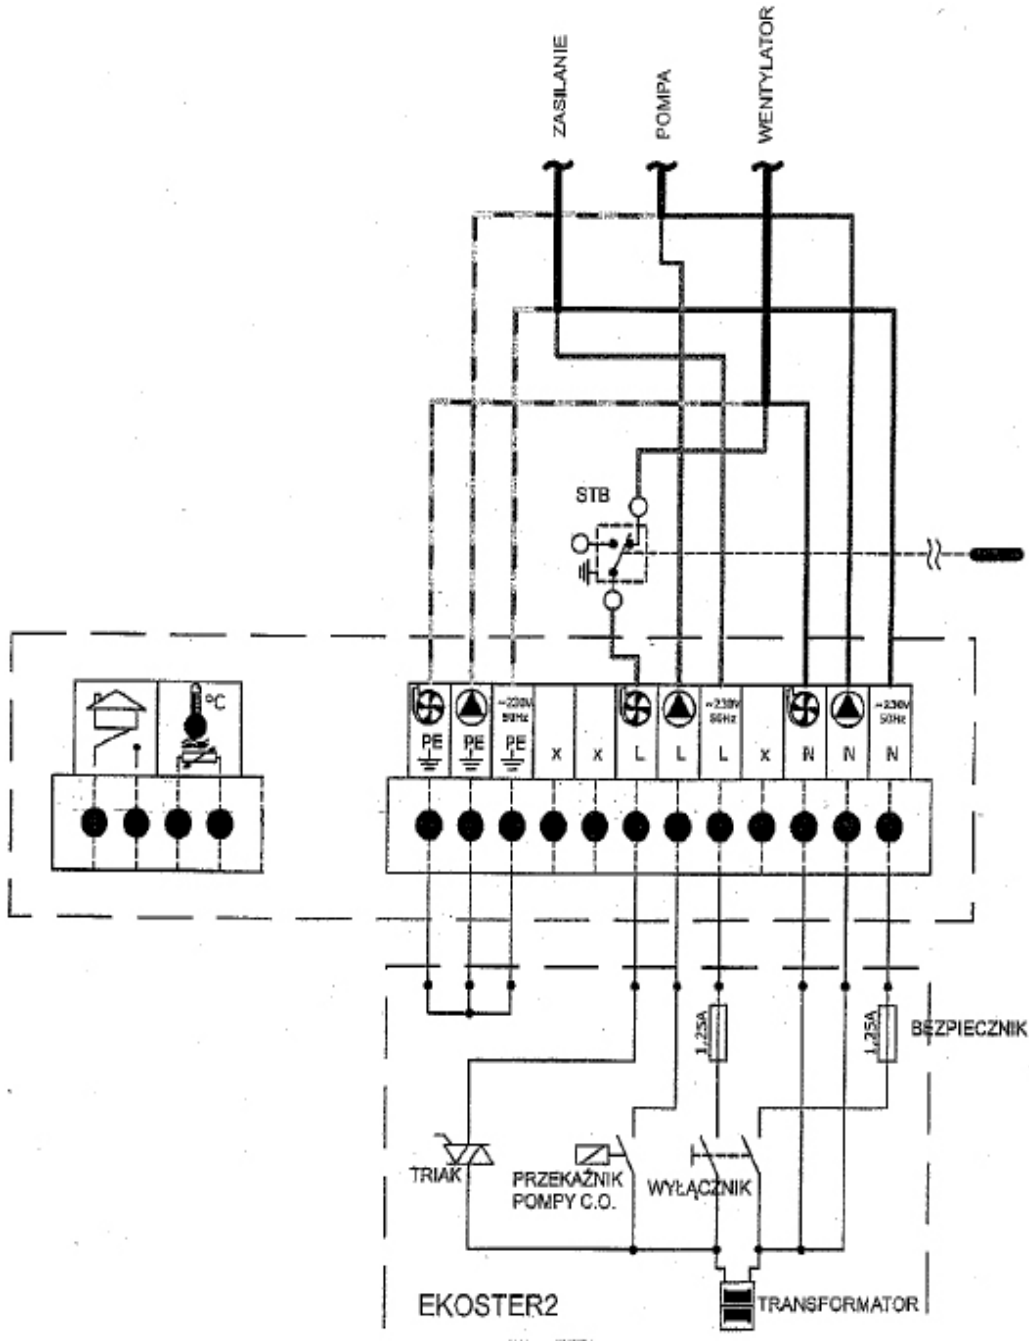 ZASILANIE
POMPA
WENTYLATOR
STB
°C
PE
PE
~230V
50Hz
PE
x
x
L
L
~230V
50Hz
L
x
N
N
~230V
50Hz
N
1,25A
1,25A
BEZPIECZNIK
TRIAK
PRZEKAŹNIK
POMPY C.O.
WYŁĄCZNIK
EKOSTER2
TRANSFORMATOR